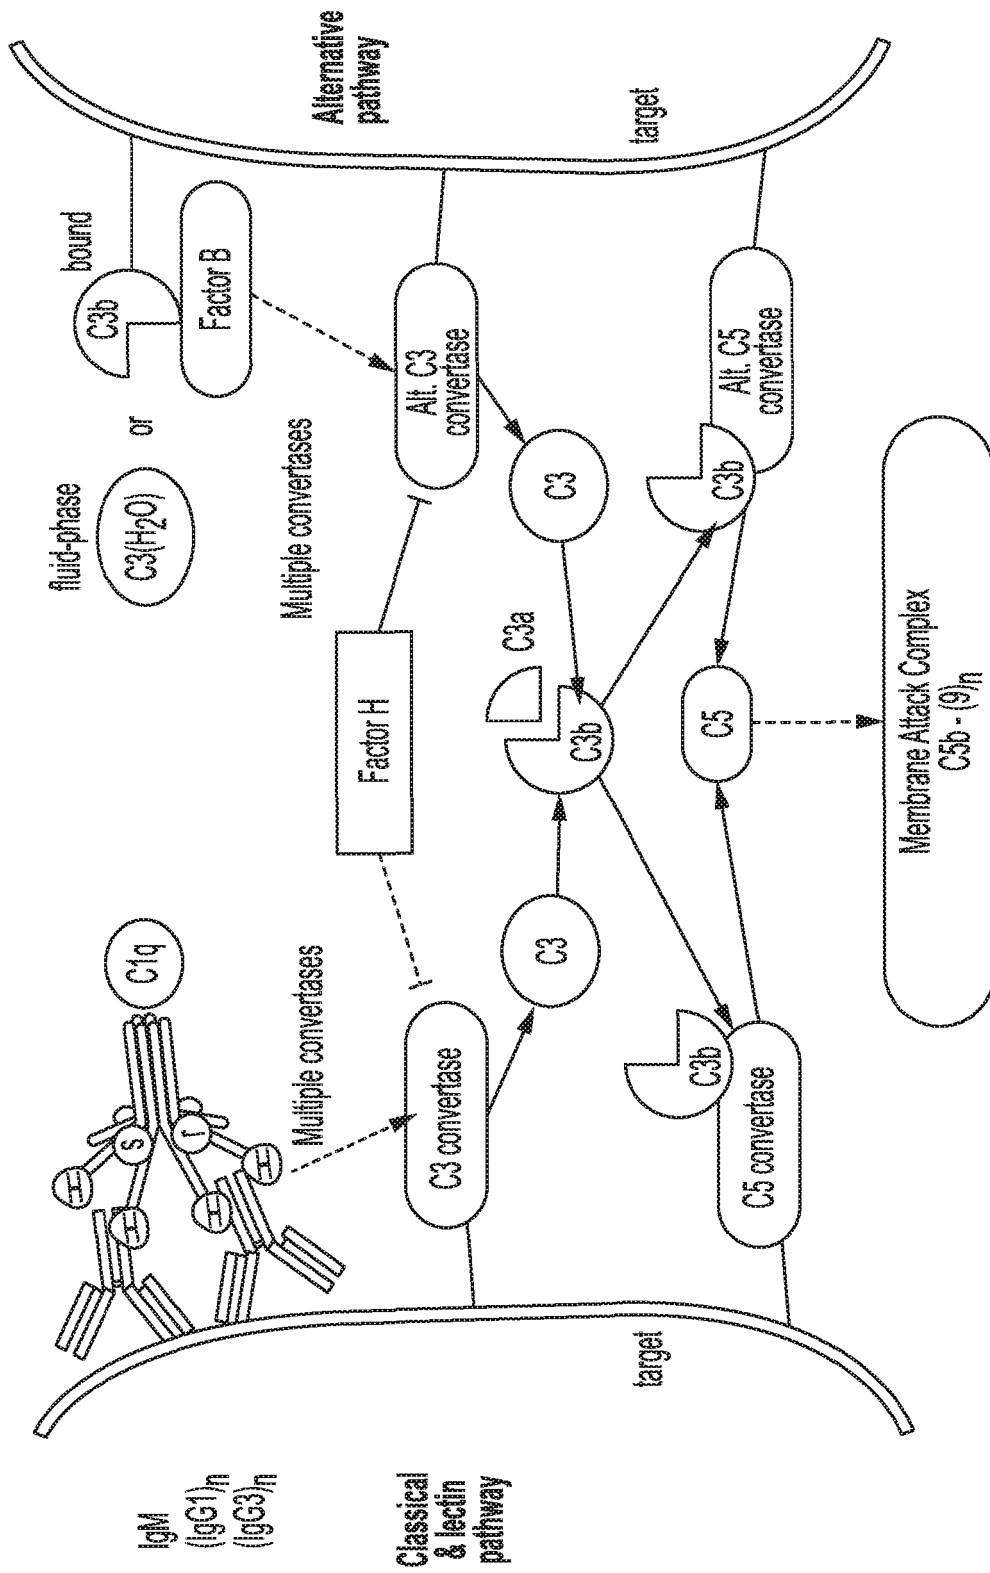 IgM
(IgG1)n
(IgG3)n
Classical
& lectin
pathway
target
C1q
s
r
H
H
H
H
Multiple convertases
C3 convertase
C3
C3b
C5 convertase
Factor H
C3a
C3b
C5
Membrane Attack Complex
C5b - (9)n
fluid-phase
C3(H₂O)
or
bound
C3b
Factor B
Multiple convertases
Alt. C3
convertase
C3
C3b
Alt. C5
convertase
Alternative
pathway
target